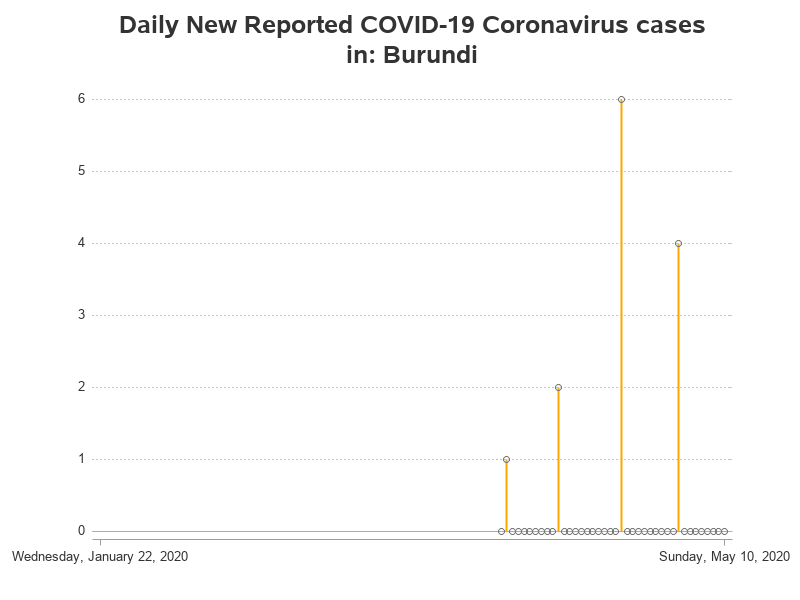 Daily New Reported COVID-19 Coronavirus cases
in: Burundi
6
5
4
3
2
1
0
Wednesday, January 22, 2020 Sunday, May 10, 2020